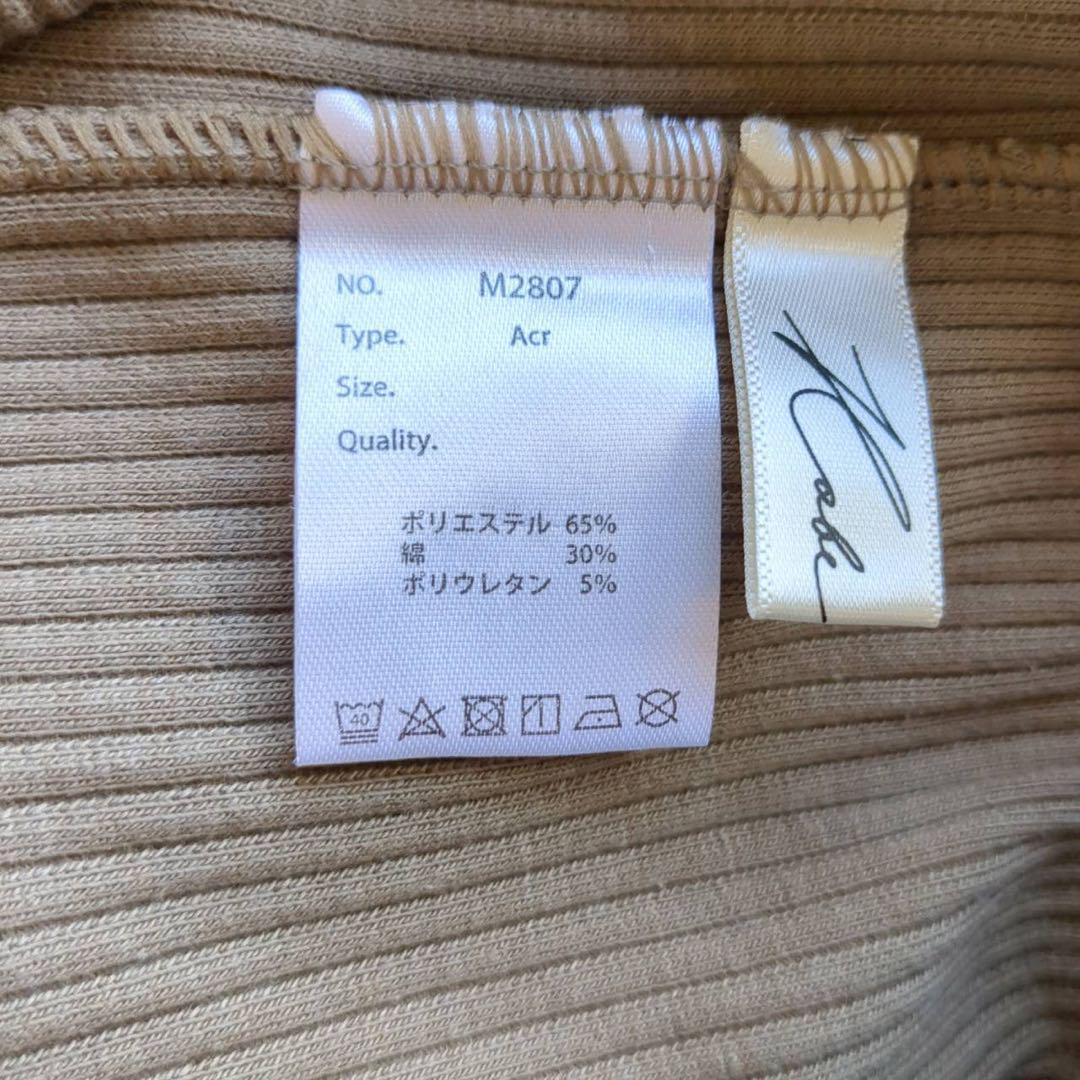 NO. M2807
Type. Acr
Size.
Quality.
ポリエステル 65%
綿 30%
ポリウレタン 5%
40